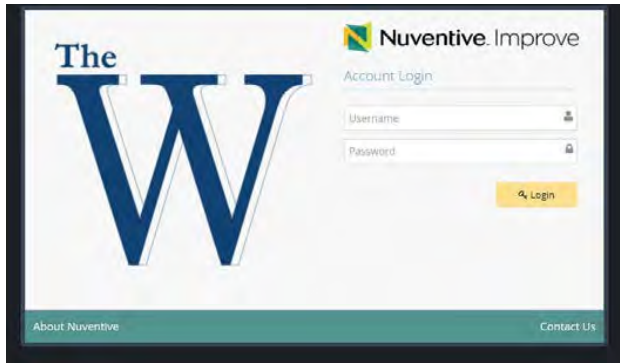 The
W
Nuventive. Improve
Account Login
Username
Password
Login
About Nuventive
Contact Us